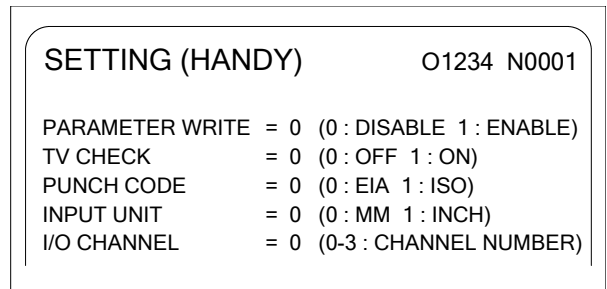 SETTING (HANDY) O1234 N0001
PARAMETER WRITE = 0 (0 : DISABLE 1 : ENABLE)
TV CHECK = 0 (0 : OFF 1 : ON)
PUNCH CODE = 0 (0 : EIA 1 : ISO)
INPUT UNIT = 0 (0 : MM 1 : INCH)
I/O CHANNEL = 0 (0-3 : CHANNEL NUMBER)